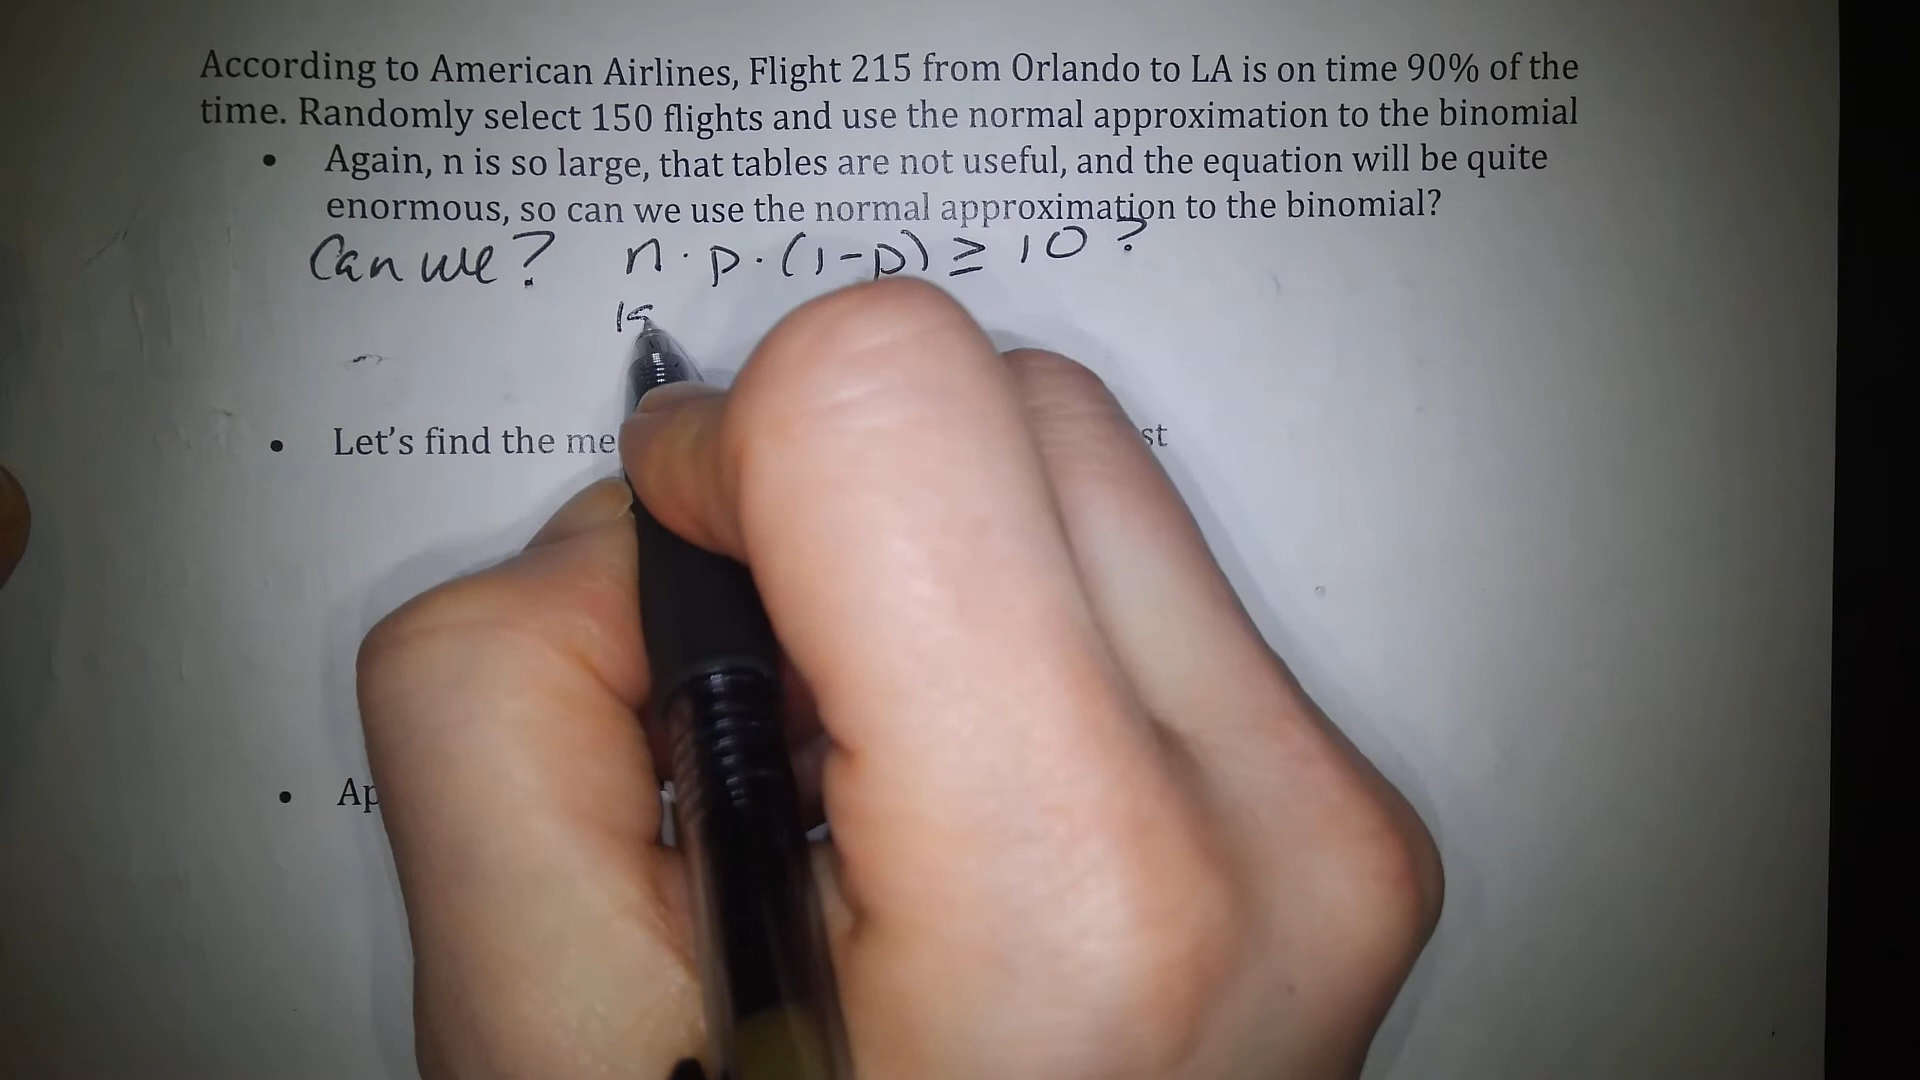 According to American Airlines, Flight 215 from Orlando to LA is on time 90% of the
time. Randomly select 150 flights and use the normal approximation to the binomial
• Again, n is so large, that tables are not useful, and the equation will be quite
enormous, so can we use the normal approximation to the binomial?
Can we? n · p · (1-p) ≥ 10 ?
15
• Let's find the me st
• Ap